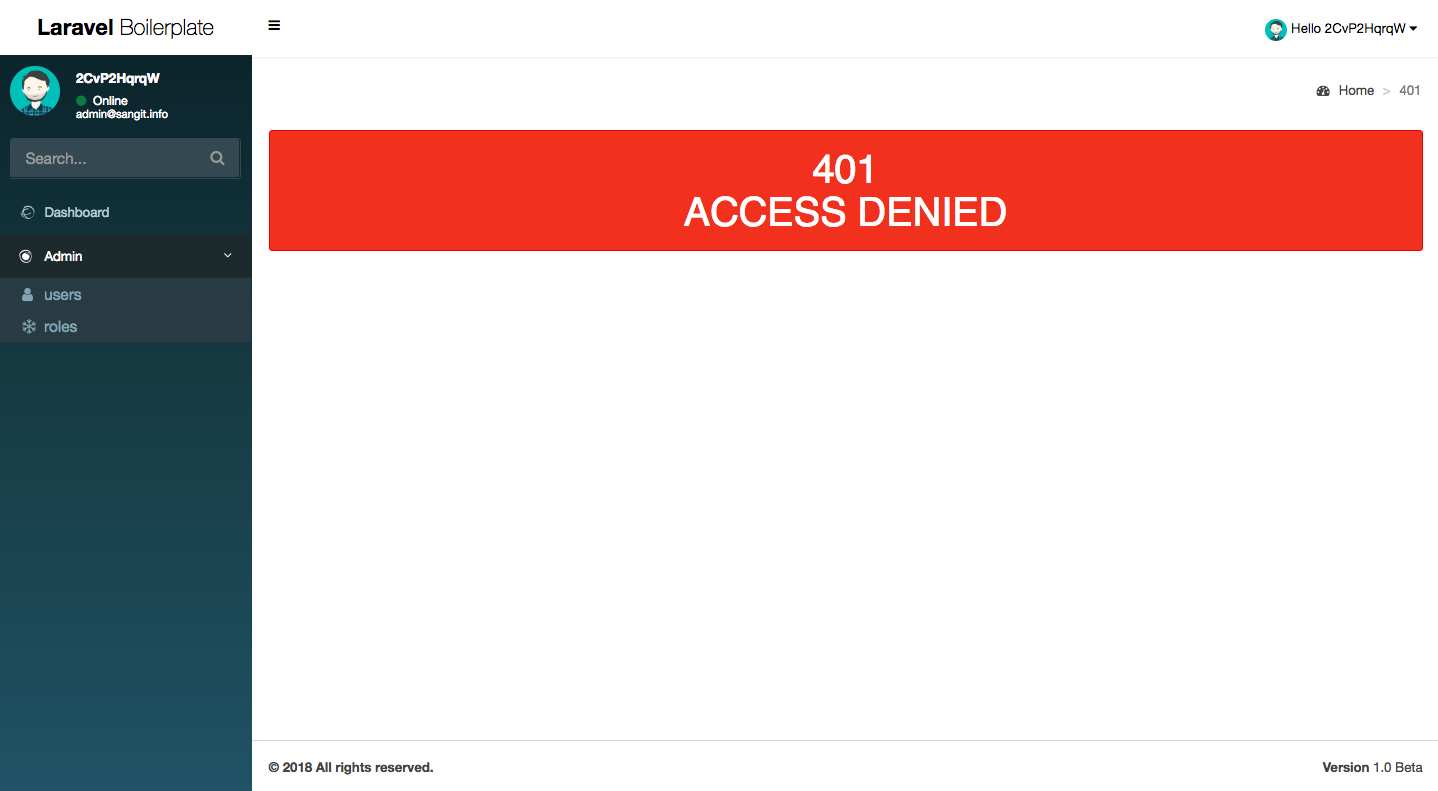 Laravel Boilerplate
Hello 2CvP2HqrqW
2CvP2HqrqW
Online
admin@sangit.info
Search...
Dashboard
Admin
users
roles
Home > 401
401
ACCESS DENIED
© 2018 All rights reserved.
Version 1.0 Beta